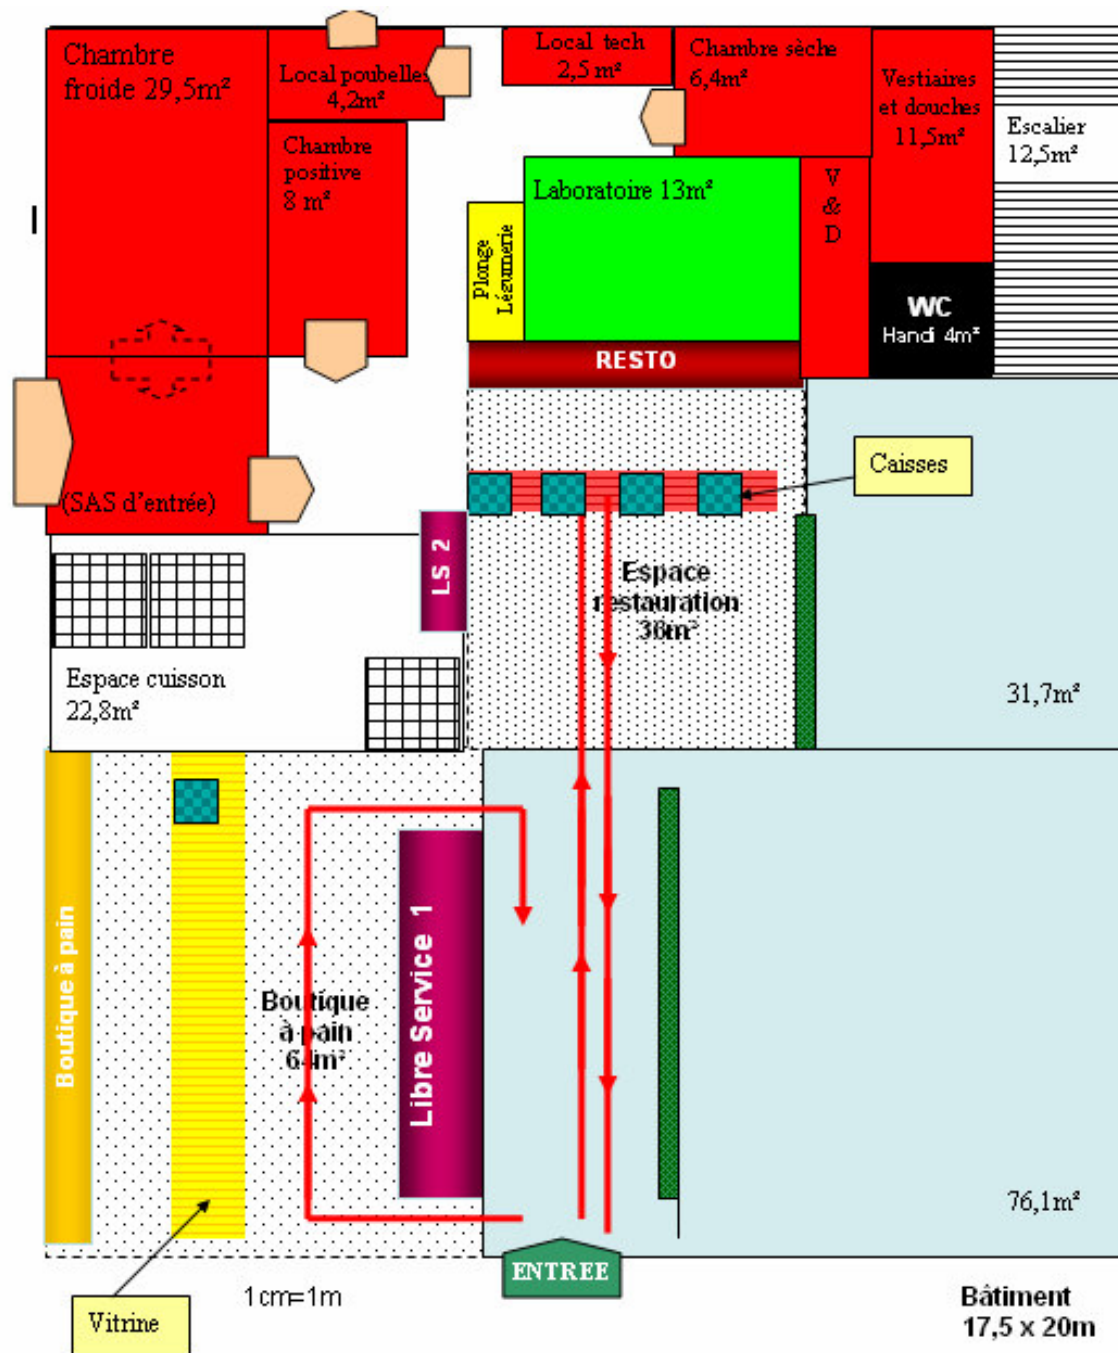 Chambre
froide 29,5m²
Local poubelles
4,2m²
Local tech
2,5 m²
Chambre sèche
6,4m²
Vestiaires
et douches
11,5m²
Escalier
12,5m²
Chambre
positive
8 m²
Plonge
Légumerie
Laboratoire 13m²
V
&
D
WC
Handi 4m²
RESTO
(SAS d'entrée)
Caisses
LS 2
Espace
restauration
36m²
Espace cuisson
22,8m²
31,7m²
Boutique à pain
Boutique
à pain
64m²
Libre Service 1
76,1m²
ENTREE
1cm=1m
Vitrine
Bâtiment
17,5 x 20m